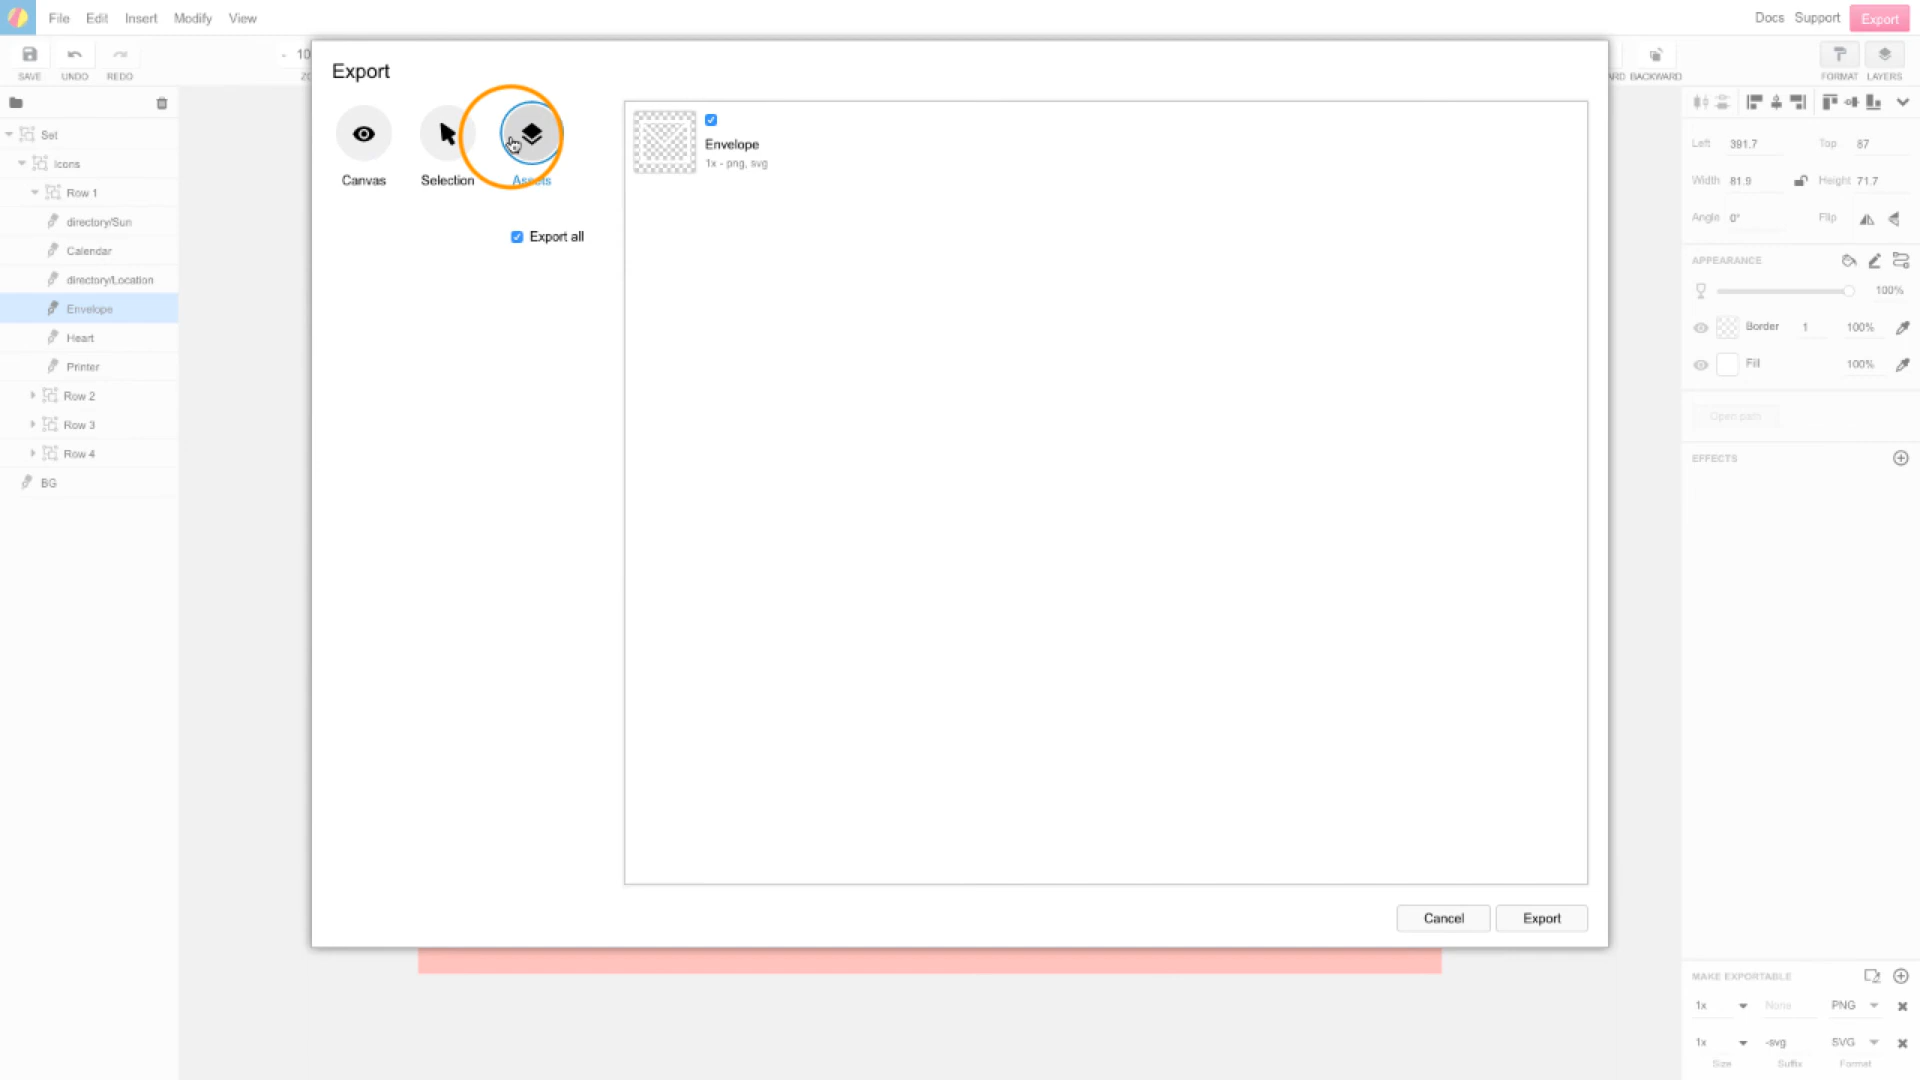 File Edit Insert Modify View
Docs Support Export
SAVE UNDO REDO
BACKWARD FORMAT LAYERS
Export
Canvas Selection Assets
Export all
Envelope
1x - png, svg
Set
Icons
Row 1
directory/Sun
Calendar
directory/Location
Envelope
Heart
Printer
Row 2
Row 3
Row 4
BG
Left 391.7 Top 87
Width 81.9 Height 71.7
Angle 0° Flip
APPEARANCE
100%
Border 1 100%
Fill 100%
Open path
EFFECTS
Cancel Export
MAKE EXPORTABLE
1x None PNG
1x -svg SVG
Size Suffix Format